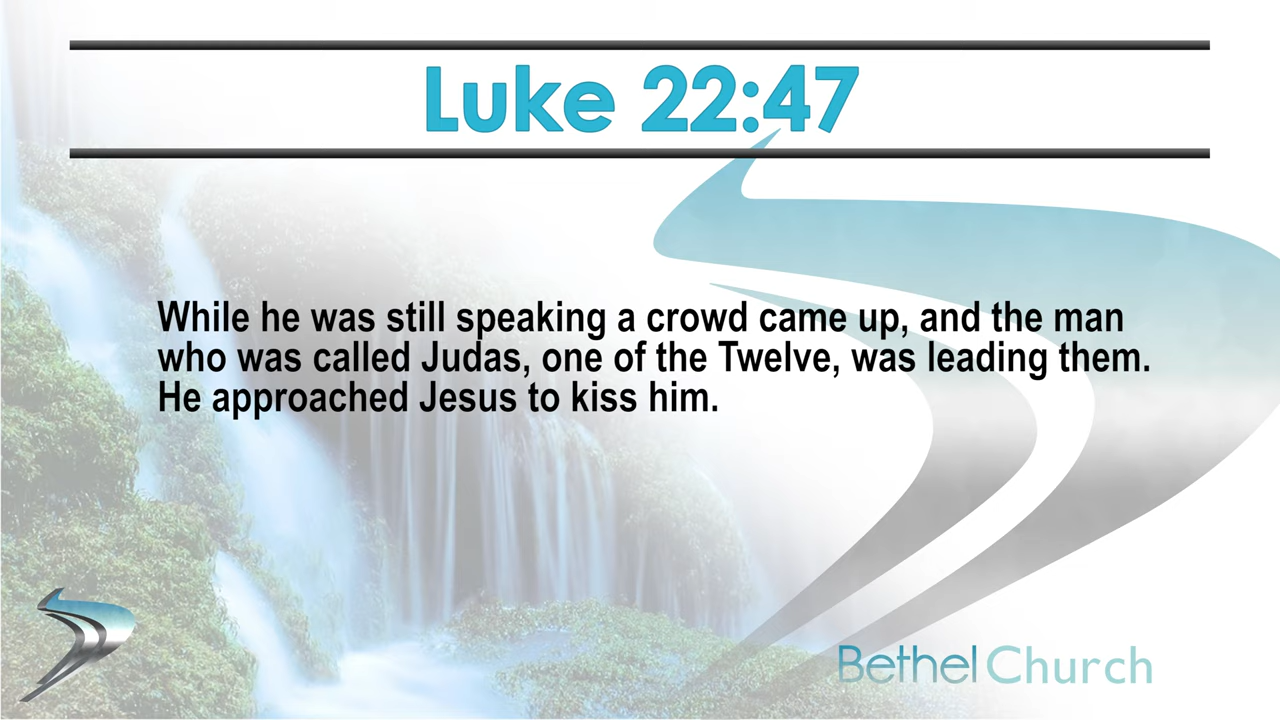 Luke 22:47
While he was still speaking a crowd came up, and the man
who was called Judas, one of the Twelve, was leading them.
He approached Jesus to kiss him.
Bethel Church